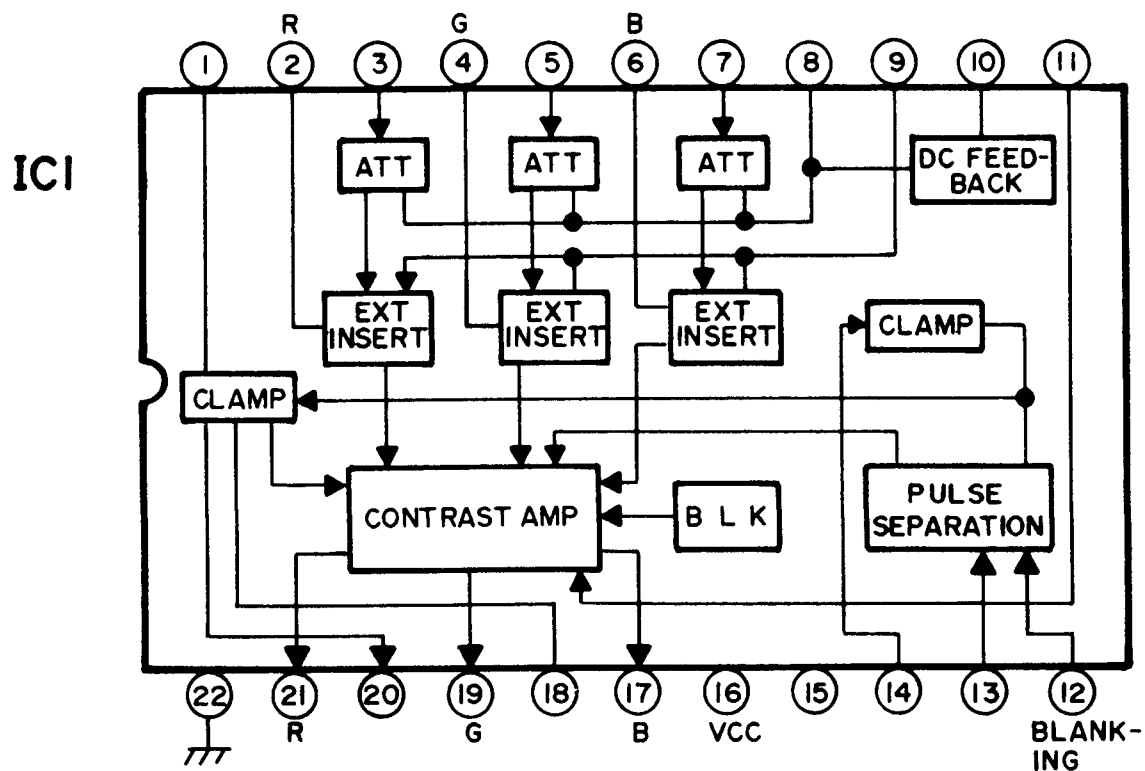 R G B
1 2 3 4 5 6 7 8 9 10 11
IC1
ATT ATT ATT DC FEED-
BACK
EXT
INSERT
EXT
INSERT
EXT
INSERT
CLAMP
CLAMP
CONTRAST AMP
BLK
PULSE
SEPARATION
22 21 20 19 18 17 16 15 14 13 12
R G B VCC BLANK-
ING